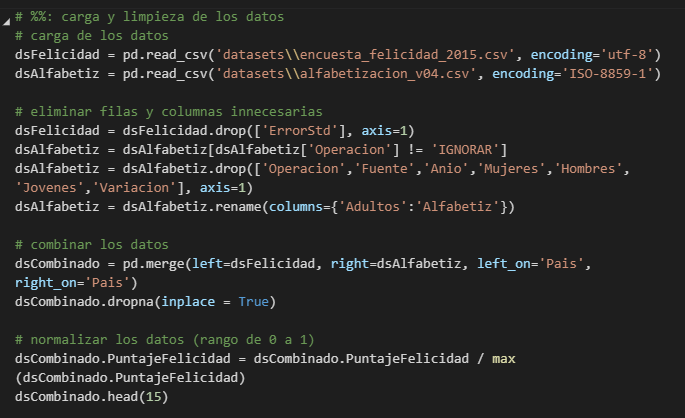 # %%: carga y limpieza de los datos
# carga de los datos
dsFelicidad = pd.read_csv('datasets\\encuesta_felicidad_2015.csv', encoding='utf-8')
dsAlfabetiz = pd.read_csv('datasets\\alfabetizacion_v04.csv', encoding='ISO-8859-1')

# eliminar filas y columnas innecesarias
dsFelicidad = dsFelicidad.drop(['ErrorStd'], axis=1)
dsAlfabetiz = dsAlfabetiz[dsAlfabetiz['Operacion'] != 'IGNORAR']
dsAlfabetiz = dsAlfabetiz.drop(['Operacion','Fuente','Anio','Mujeres','Hombres',
'Jovenes','Variacion'], axis=1)
dsAlfabetiz = dsAlfabetiz.rename(columns={'Adultos':'Alfabetiz'})

# combinar los datos
dsCombinado = pd.merge(left=dsFelicidad, right=dsAlfabetiz, left_on='Pais',
right_on='Pais')
dsCombinado.dropna(inplace = True)

# normalizar los datos (rango de 0 a 1)
dsCombinado.PuntajeFelicidad = dsCombinado.PuntajeFelicidad / max
(dsCombinado.PuntajeFelicidad)
dsCombinado.head(15)